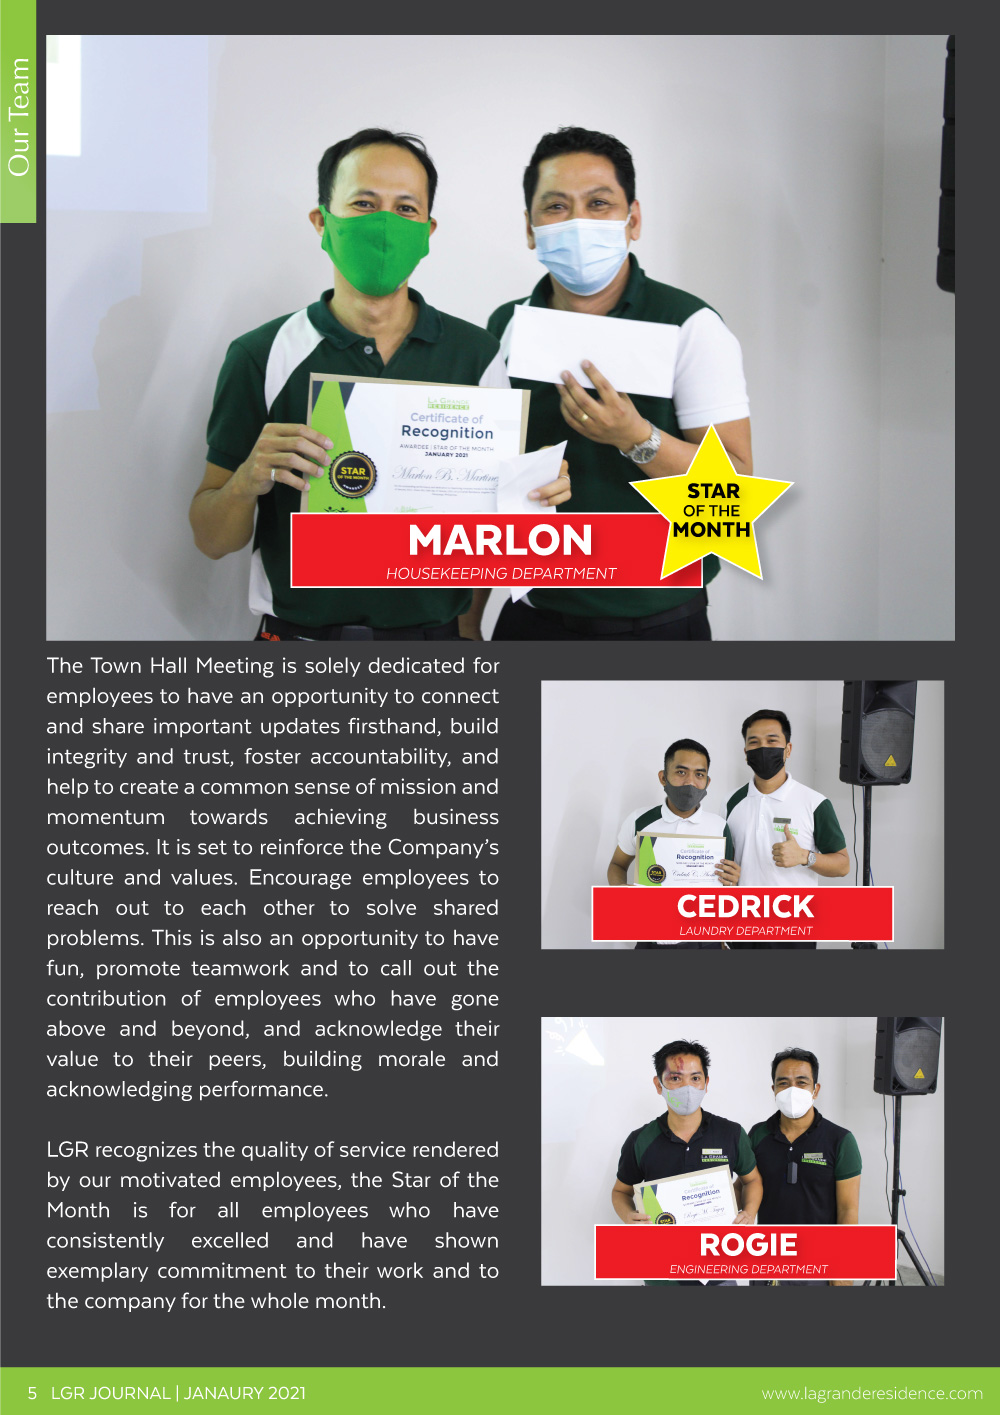 Our Team
LA GRANDE
RESIDENCE
Certificate of
Recognition
AWARDEE | STAR OF THE MONTH
JANUARY 2021
Marlon B. Martinez
STAR
OF THE MONTH
AWARDEE
STAR
OF THE
MONTH
MARLON
HOUSEKEEPING DEPARTMENT
The Town Hall Meeting is solely dedicated for
employees to have an opportunity to connect
and share important updates firsthand, build
integrity and trust, foster accountability, and
help to create a common sense of mission and
momentum towards achieving business
outcomes. It is set to reinforce the Company's
culture and values. Encourage employees to
reach out to each other to solve shared
problems. This is also an opportunity to have
fun, promote teamwork and to call out the
contribution of employees who have gone
above and beyond, and acknowledge their
value to their peers, building morale and
acknowledging performance.
LGR recognizes the quality of service rendered
by our motivated employees, the Star of the
Month is for all employees who have
consistently excelled and have shown
exemplary commitment to their work and to
the company for the whole month.
Certificate of
Recognition
CEDRICK
LAUNDRY DEPARTMENT
LA GRANDE
RESIDENCE
Certificate of
Recognition
ROGIE
ENGINEERING DEPARTMENT
5 LGR JOURNAL | JANAURY 2021
www.lagranderesidence.com